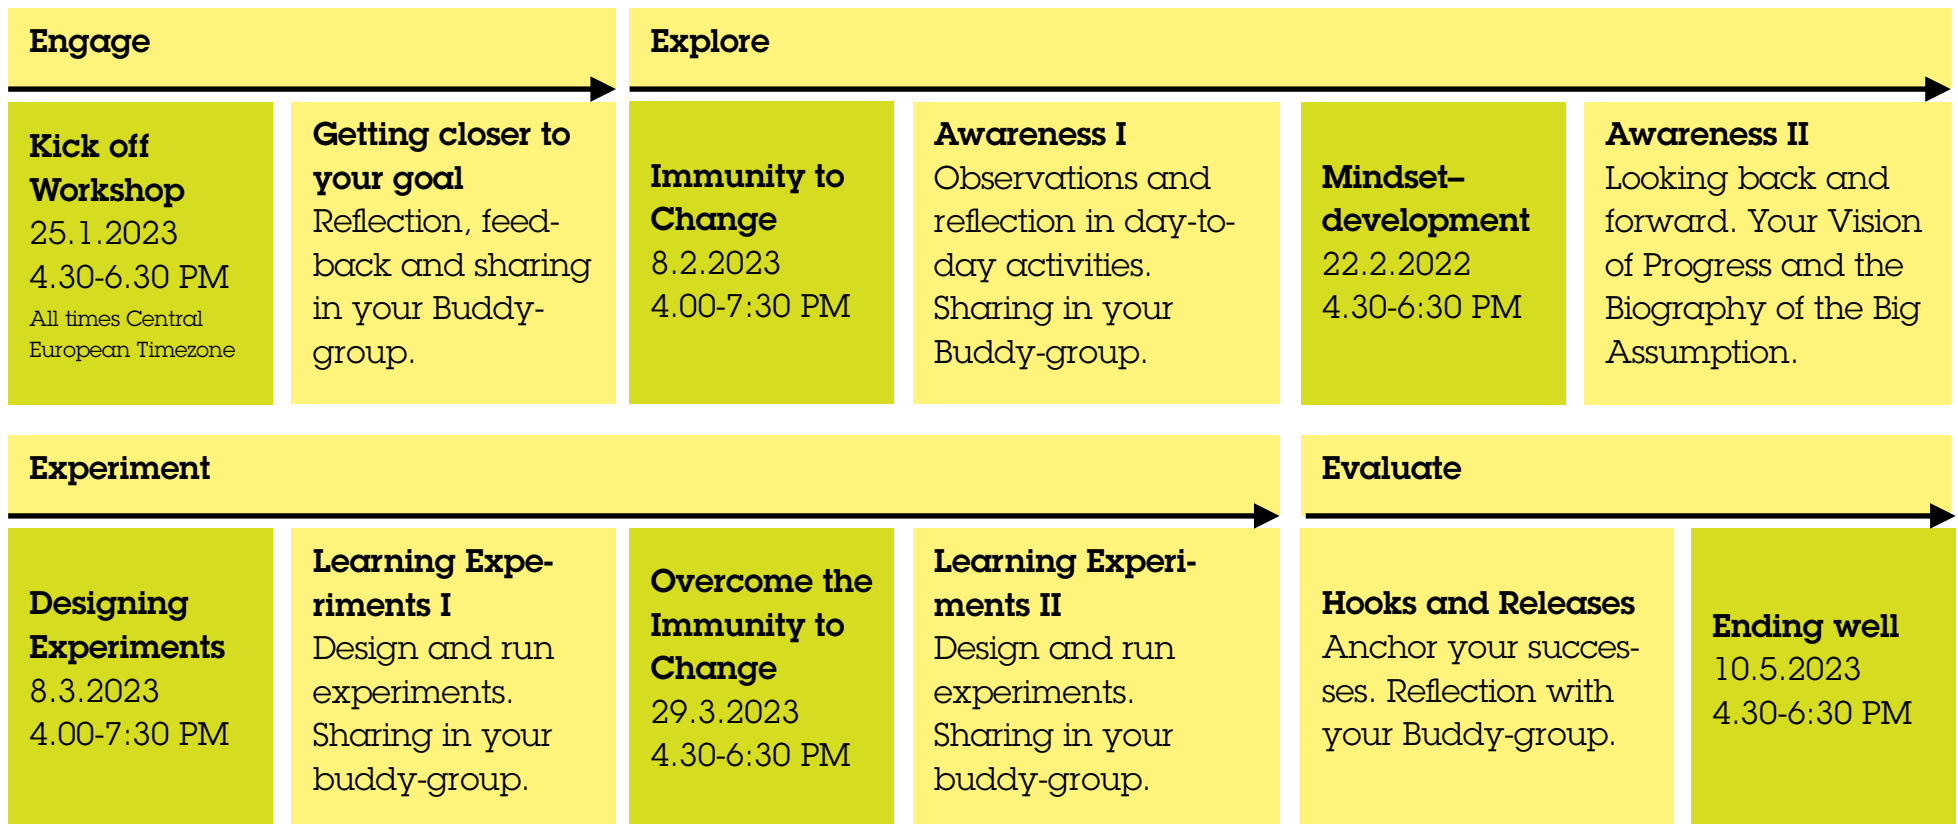 Engage
Kick off
Workshop
25.1.2023
4.30-6.30 PM
All times Central
European Timezone
Getting closer to
your goal
Reflection, feed-
back and sharing
in your Buddy-
group.
Explore
Immunity to
Change
8.2.2023
4.00-7:30 PM
Awareness I
Observations and
reflection in day-to-
day activities.
Sharing in your
Buddy-group.
Mindset–
development
22.2.2022
4.30-6:30 PM
Awareness II
Looking back and
forward. Your Vision
of Progress and the
Biography of the Big
Assumption.
Experiment
Designing
Experiments
8.3.2023
4.00-7:30 PM
Learning Expe-
riments I
Design and run
experiments.
Sharing in your
buddy-group.
Overcome the
Immunity to
Change
29.3.2023
4.30-6:30 PM
Learning Experi-
ments II
Design and run
experiments.
Sharing in your
buddy-group.
Evaluate
Hooks and Releases
Anchor your succes-
ses. Reflection with
your Buddy-group.
Ending well
10.5.2023
4.30-6:30 PM